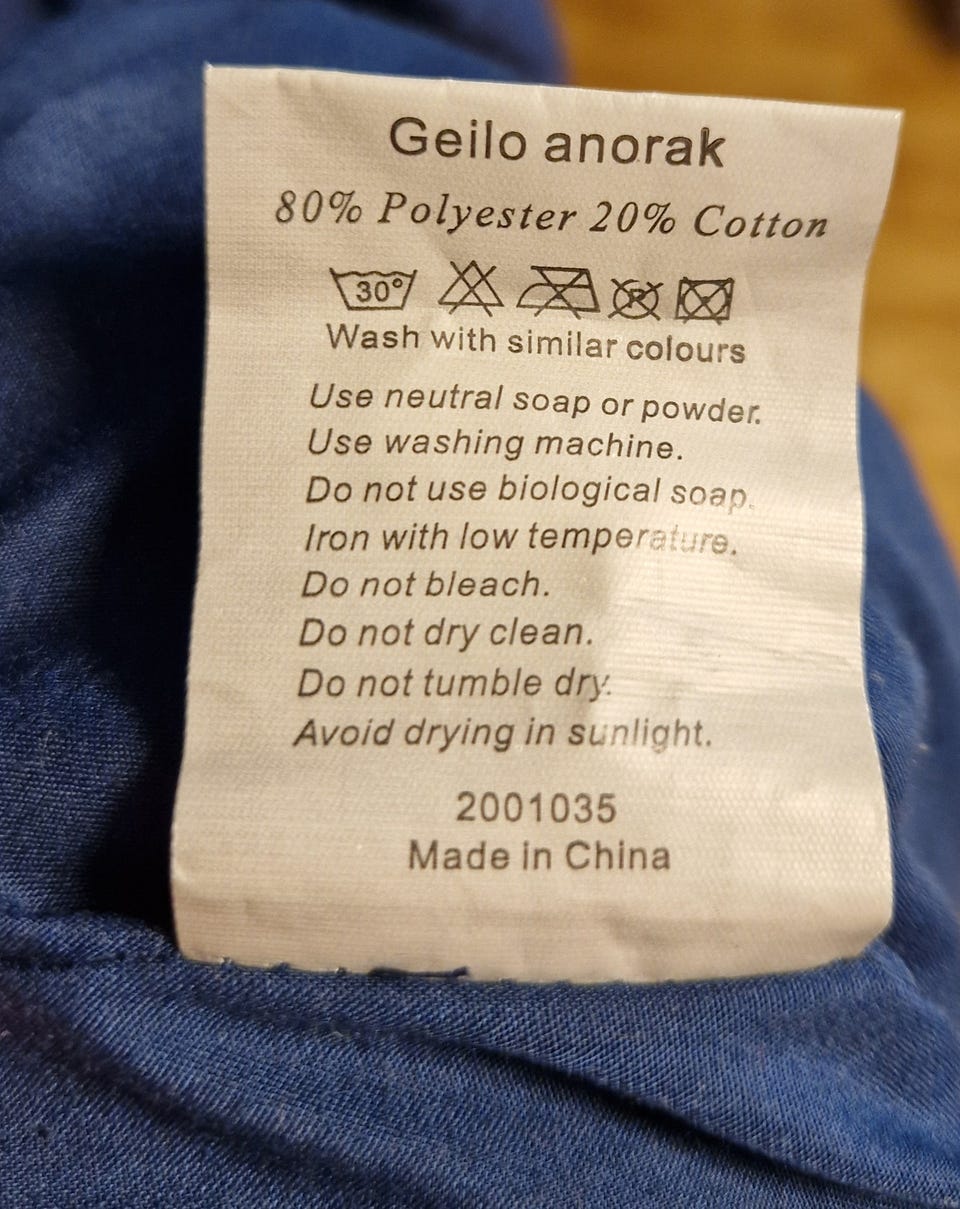 Geilo anorak
80% Polyester 20% Cotton
30°
Wash with similar colours
Use neutral soap or powder.
Use washing machine.
Do not use biological soap.
Iron with low temperature.
Do not bleach.
Do not dry clean.
Do not tumble dry.
Avoid drying in sunlight.
2001035
Made in China